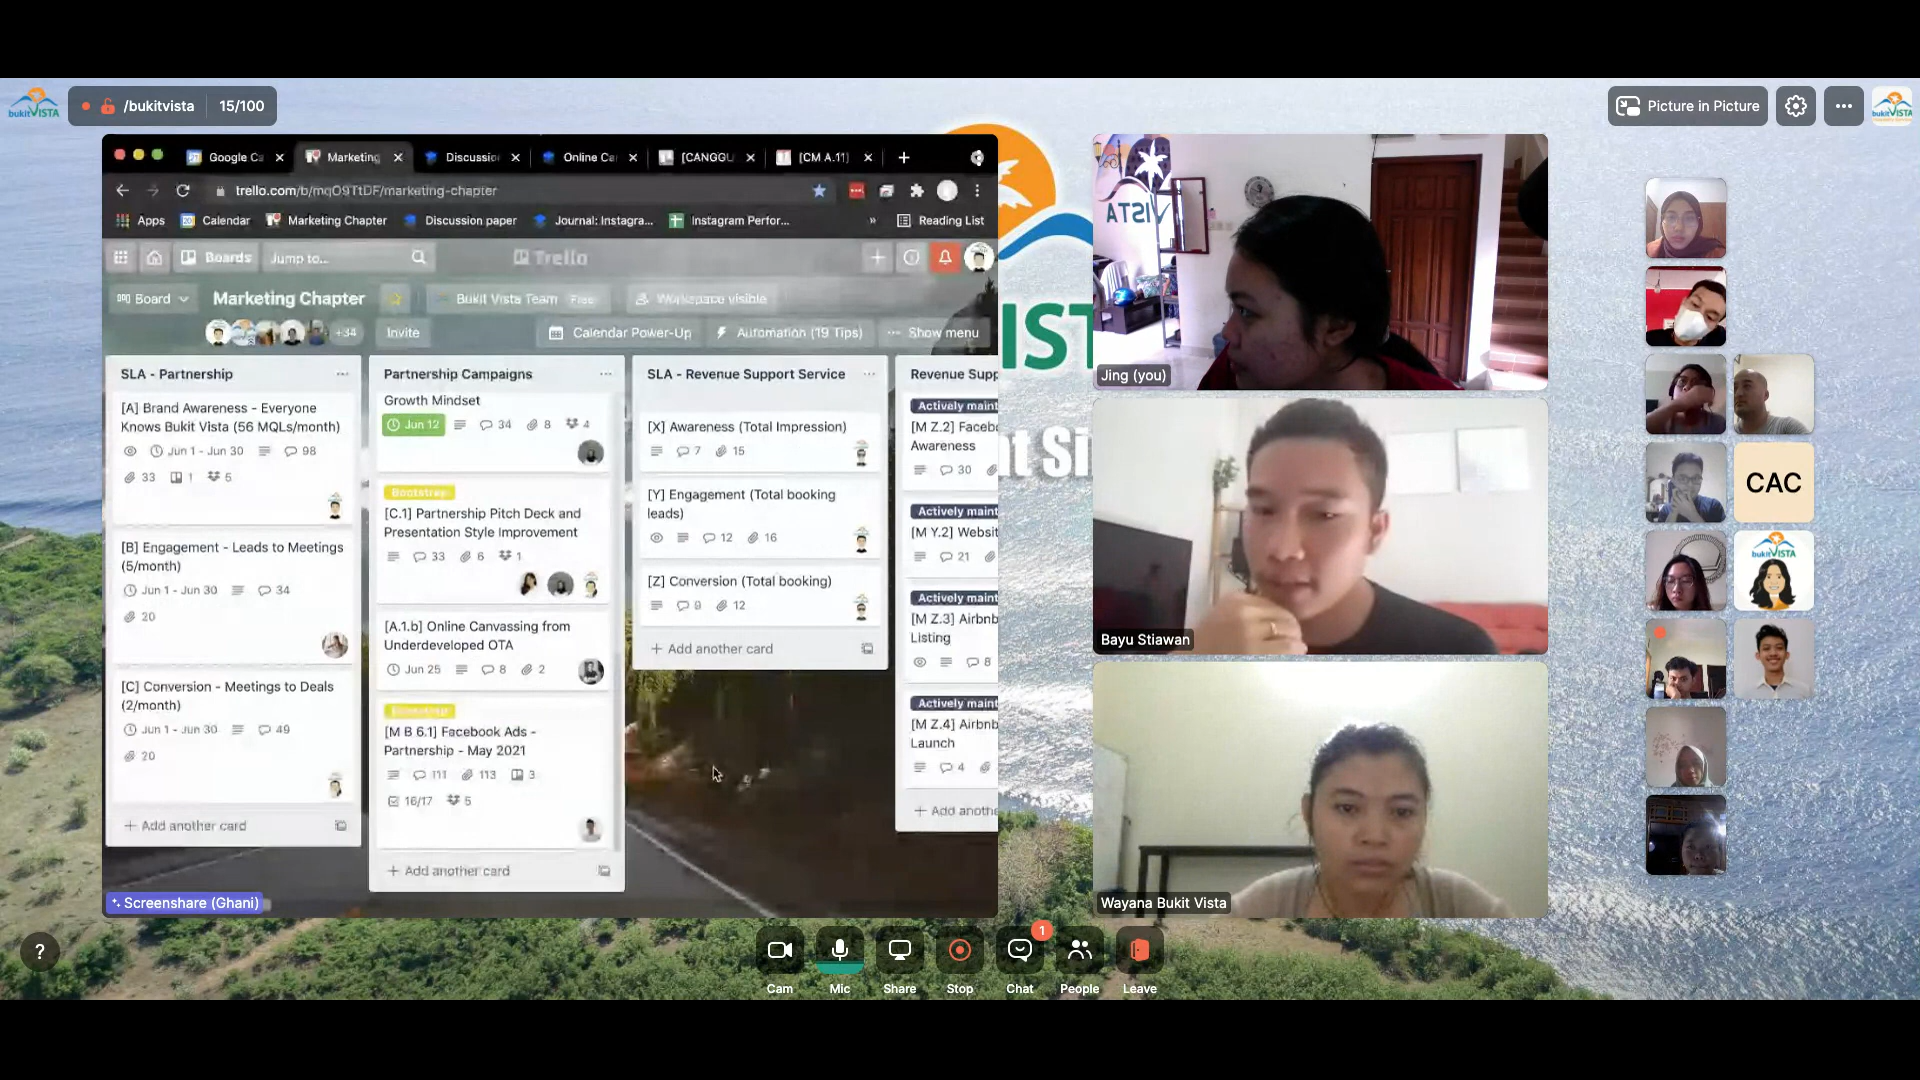 bukitVISTA
/bukitvista
15/100
Picture in Picture
bukitVISTA
Google Ca
Marketing
Discussio
Online Ca
[CANGGU
[CM A.11]
trello.com/b/mqO9TtDF/marketing-chapter
Apps
Calendar
Marketing Chapter
Discussion paper
Journal: Instagra...
Instagram Perfor...
»
Reading List
Boards
Jump to...
Trello
Board
Marketing Chapter
Bukit Vista Team
Free
Workspace visible
+34
Invite
Calendar Power-Up
Automation (19 Tips)
Show menu
SLA - Partnership
[A] Brand Awareness - Everyone
Knows Bukit Vista (56 MQLs/month)
Jun 1 - Jun 30
98
33
1
5
[B] Engagement - Leads to Meetings
(5/month)
Jun 1 - Jun 30
34
20
[C] Conversion - Meetings to Deals
(2/month)
Jun 1 - Jun 30
49
20
+ Add another card
Partnership Campaigns
Growth Mindset
Jun 12
34
8
4
Bootstrap
[C.1] Partnership Pitch Deck and
Presentation Style Improvement
33
6
1
[A.1.b] Online Canvassing from
Underdeveloped OTA
Jun 25
8
2
[M B 6.1] Facebook Ads -
Partnership - May 2021
111
113
3
16/17
5
+ Add another card
SLA - Revenue Support Service
[X] Awareness (Total Impression)
7
15
[Y] Engagement (Total booking
leads)
12
16
[Z] Conversion (Total booking)
9
12
+ Add another card
Revenue Supp
Actively maint
[M Z.2] Faceb
Awareness
30
Actively maint
[M Y.2] Websit
21
Actively maint
[M Z.3] Airbnb
Listing
8
Actively maint
[M Z.4] Airbnb
Launch
4
+ Add anothe
Screenshare (Ghani)
IST
t Si
VISTA
Jing (you)
Bayu Stiawan
Wayana Bukit Vista
CAC
bukitVISTA
?
1
Cam
Mic
Share
Stop
Chat
People
Leave